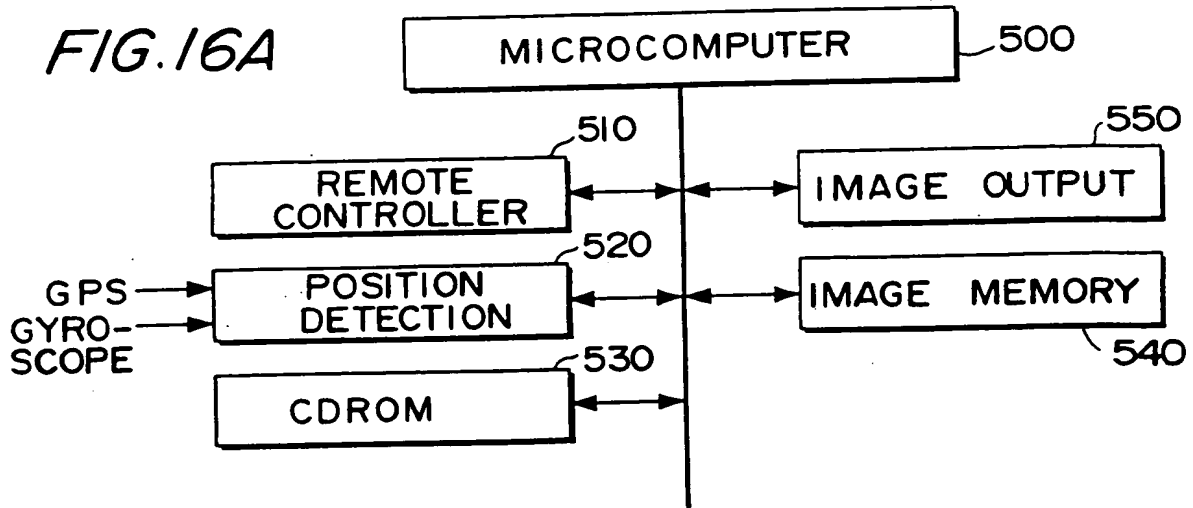 FIG.16A
MICROCOMPUTER
500
510
REMOTE
CONTROLLER
550
IMAGE OUTPUT
520
GPS
GYRO-
SCOPE
POSITION
DETECTION
IMAGE MEMORY
540
530
CDROM